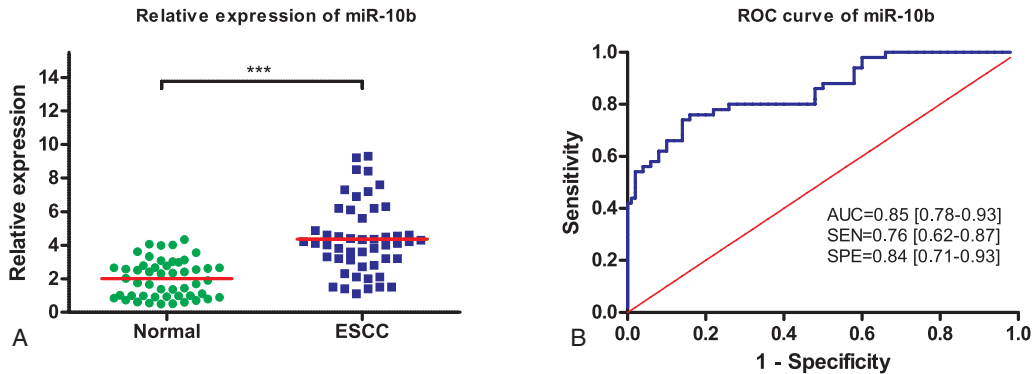 Relative expression of miR-10b
***
Relative expression
14
12
10
8
6
4
2
0
Normal
ESCC
A
ROC curve of miR-10b
Sensitivity
1.0
0.8
0.6
0.4
0.2
0.0
AUC=0.85 [0.78-0.93]
SEN=0.76 [0.62-0.87]
SPE=0.84 [0.71-0.93]
0.0
0.2
0.4
0.6
0.8
1.0
1 - Specificity
B